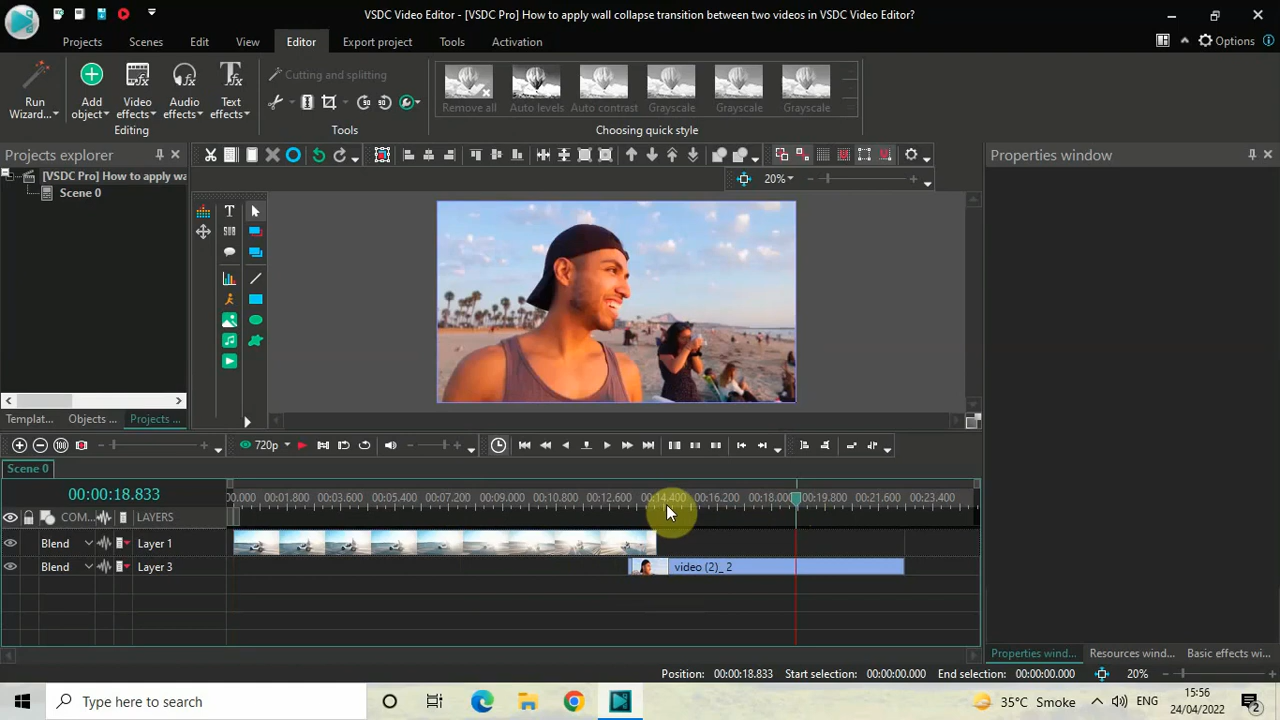 VSDC Video Editor - [VSDC Pro] How to apply wall collapse transition between two videos in VSDC Video Editor?
Projects Scenes Edit View Editor Export project Tools Activation Options
Run Wizard... Add object Video effects Audio effects Text effects
Editing
Cutting and splitting
Tools
Remove all Auto levels Auto contrast Grayscale Grayscale Grayscale
Choosing quick style
Projects explorer
[VSDC Pro] How to apply wa
Scene 0
Templat... Objects ... Projects ...
20%
Properties window
720p
Scene 0
00:00:18.833
0.000 00:01.800 00:03.600 00:05.400 00:07.200 00:09.000 00:10.800 00:12.600 00:14.400 00:16.200 00:18.000 00:19.800 00:21.600 00:23.400
COM... LAYERS
Blend Layer 1
Blend Layer 3 video (2)_ 2
Properties wind... Resources wind... Basic effects wi...
Position: 00:00:18.833 Start selection: 00:00:00.000 End selection: 00:00:00.000 20%
Type here to search
35°C Smoke ENG
15:56
24/04/2022
2